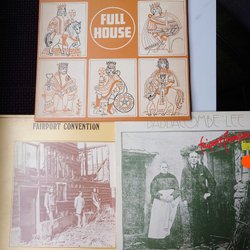 FULL
HOUSE
FAIRPORT CONVENTION
BABBACOMBE LEE